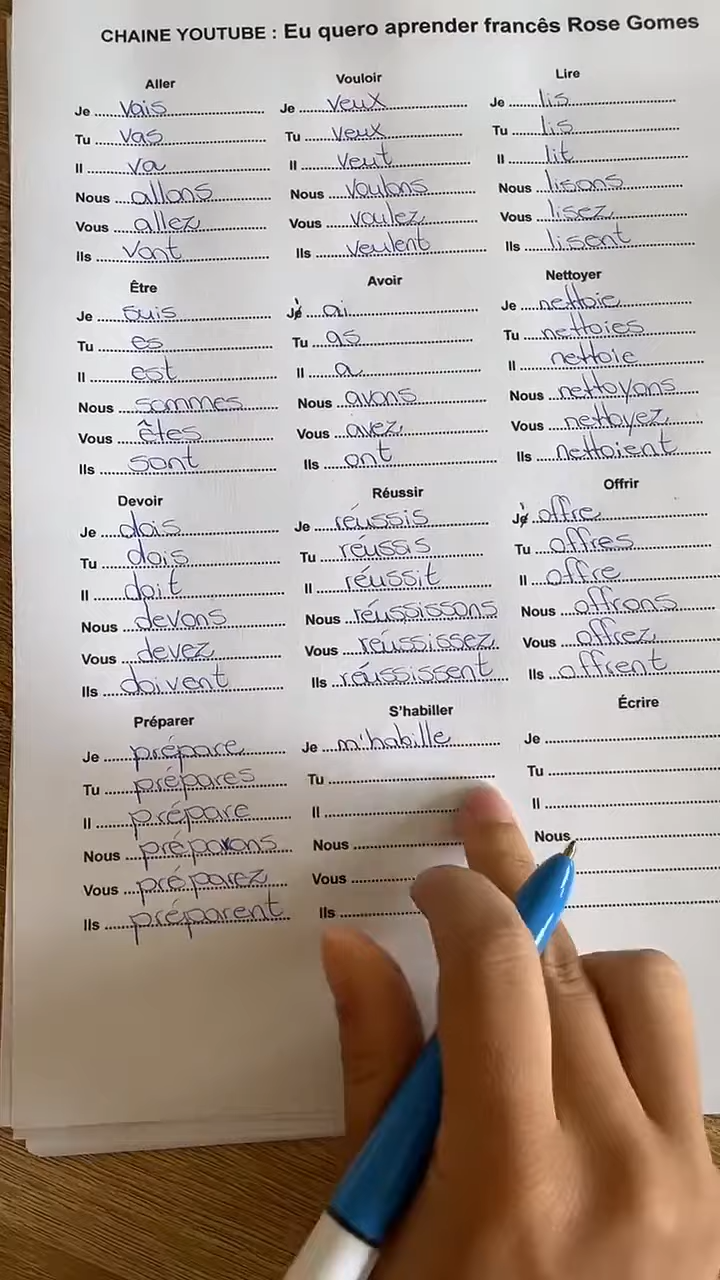 CHAINE YOUTUBE : Eu quero aprender francês Rose Gomes
Aller
Je vais
Tu vas
Il va
Nous allons
Vous allez
Ils vont
Vouloir
Je veux
Tu veux
Il veut
Nous voulons
Vous voulez
Ils veulent
Lire
Je lis
Tu lis
Il lit
Nous lisons
Vous lisez
Ils lisent
Être
Je suis
Tu es
Il est
Nous sommes
Vous êtes
Ils sont
Avoir
J' ai
Tu as
Il a
Nous avons
Vous avez
Ils ont
Nettoyer
Je nettoie
Tu nettoies
Il nettoie
Nous nettoyons
Vous nettoyez
Ils nettoient
Devoir
Je dois
Tu dois
Il doit
Nous devons
Vous devez
Ils doivent
Réussir
Je réussis
Tu réussis
Il réussit
Nous réussissons
Vous réussissez
Ils réussissent
Offrir
J' offre
Tu offres
Il offre
Nous offrons
Vous offrez
Ils offrent
Préparer
Je prépare
Tu prépares
Il prépare
Nous préparons
Vous préparez
Ils préparent
S'habiller
Je m'habille
Tu
Il
Nous
Vous
Ils
Écrire
Je
Tu
Il
Nous